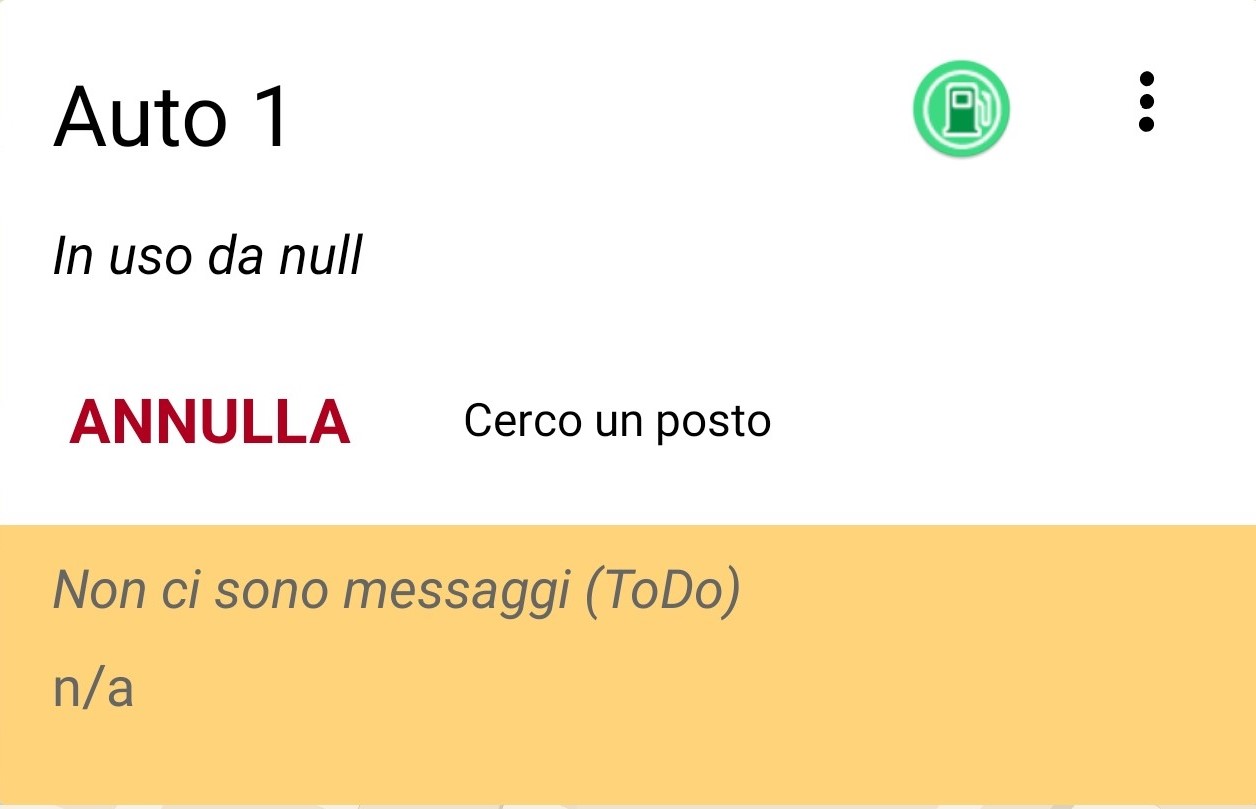 Auto 1
In uso da null
ANNULLA Cerco un posto
Non ci sono messaggi (ToDo)
n/a